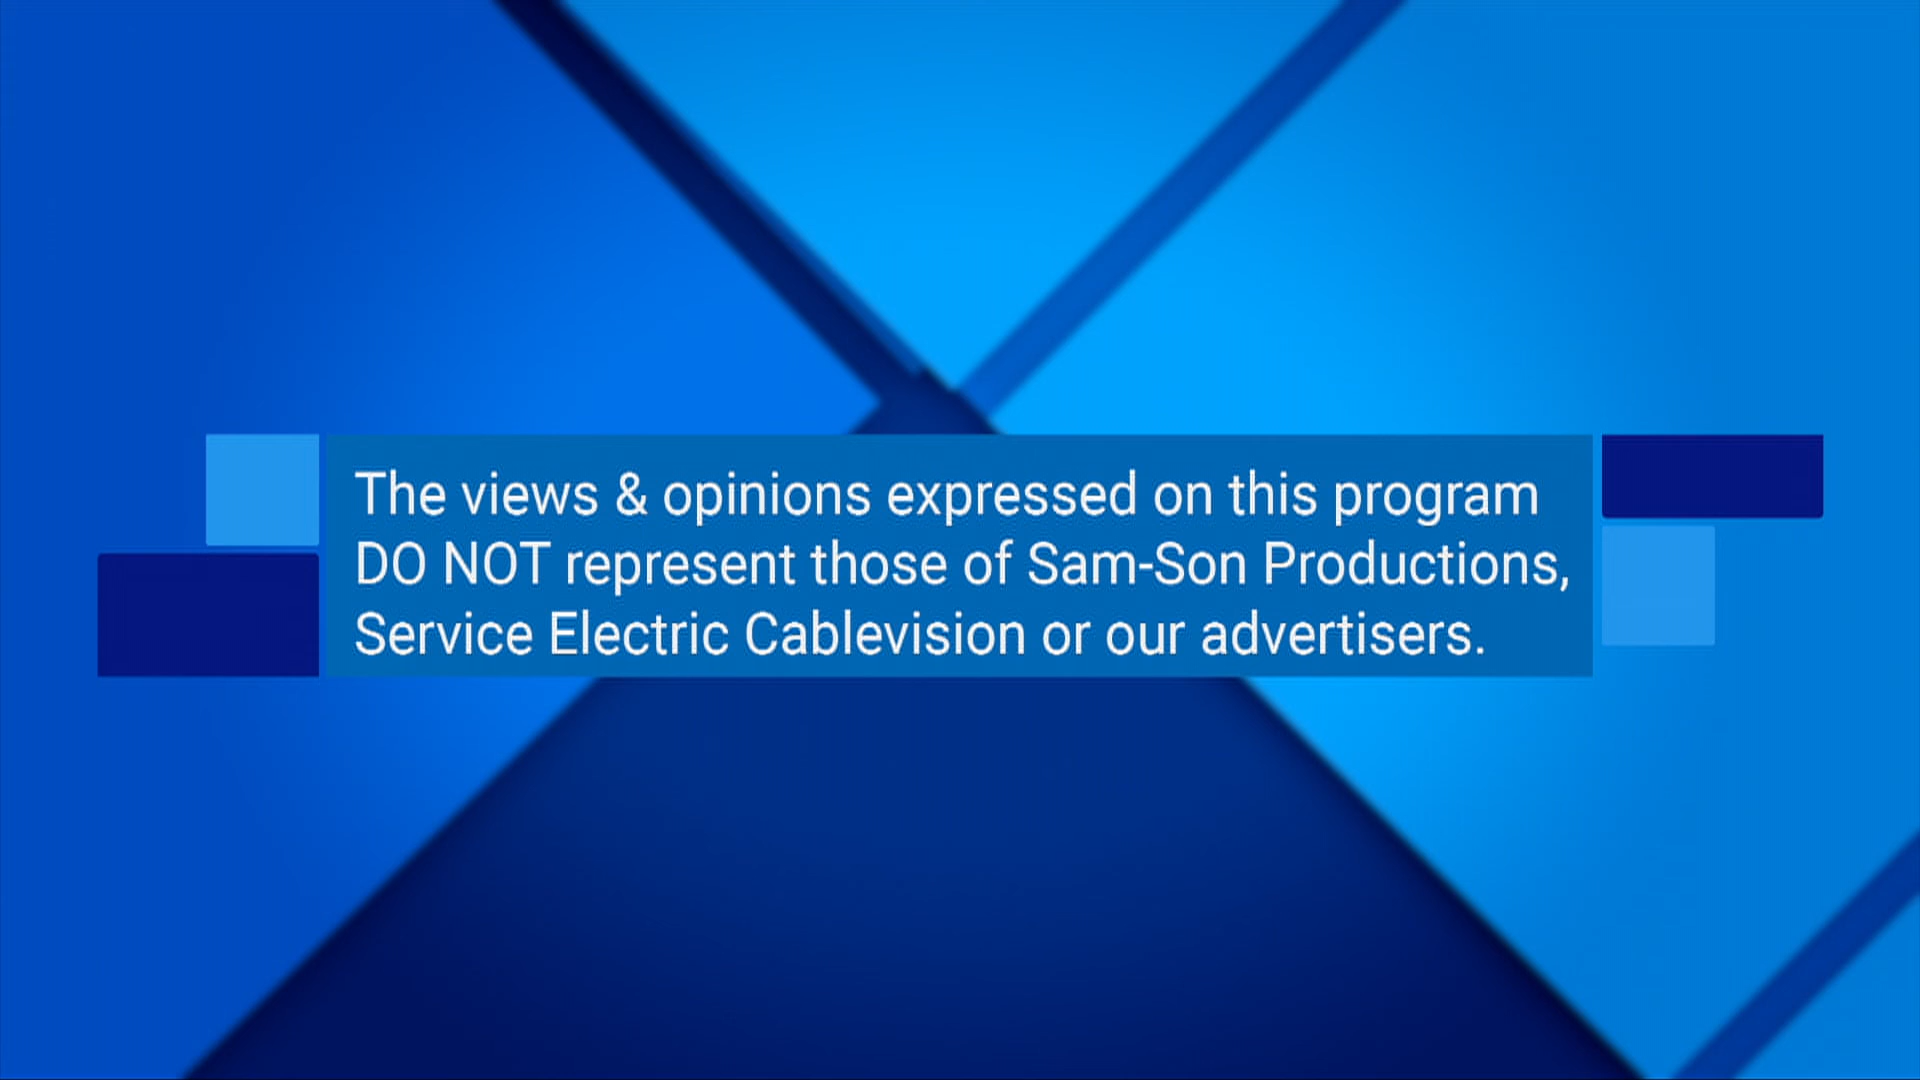 The views & opinions expressed on this program
DO NOT represent those of Sam-Son Productions,
Service Electric Cablevision or our advertisers.